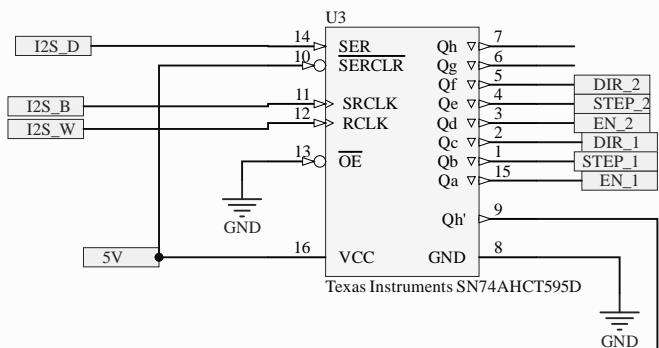 U3
I2S_D 14 SER Qh 7
10 SERCLR Qg 6
Qf 5 DIR_2
I2S_B 11 SRCLK Qe 4 STEP_2
I2S_W 12 RCLK Qd 3 EN_2
Qc 2 DIR_1
13 OE Qb 1 STEP_1
Qa 15 EN_1
GND Qh' 9
5V 16 VCC GND 8
Texas Instruments SN74AHCT595D
GND